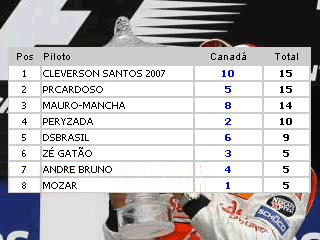 Pos Piloto Canadá Total
1 CLEVERSON SANTOS 2007 10 15
2 PRCARDOSO 5 15
3 MAURO-MANCHA 8 14
4 PERYZADA 2 10
5 DSBRASIL 6 9
6 ZÉ GATÃO 3 5
7 ANDRE BRUNO 4 5
8 MOZAR 1 5
SCHÜCO